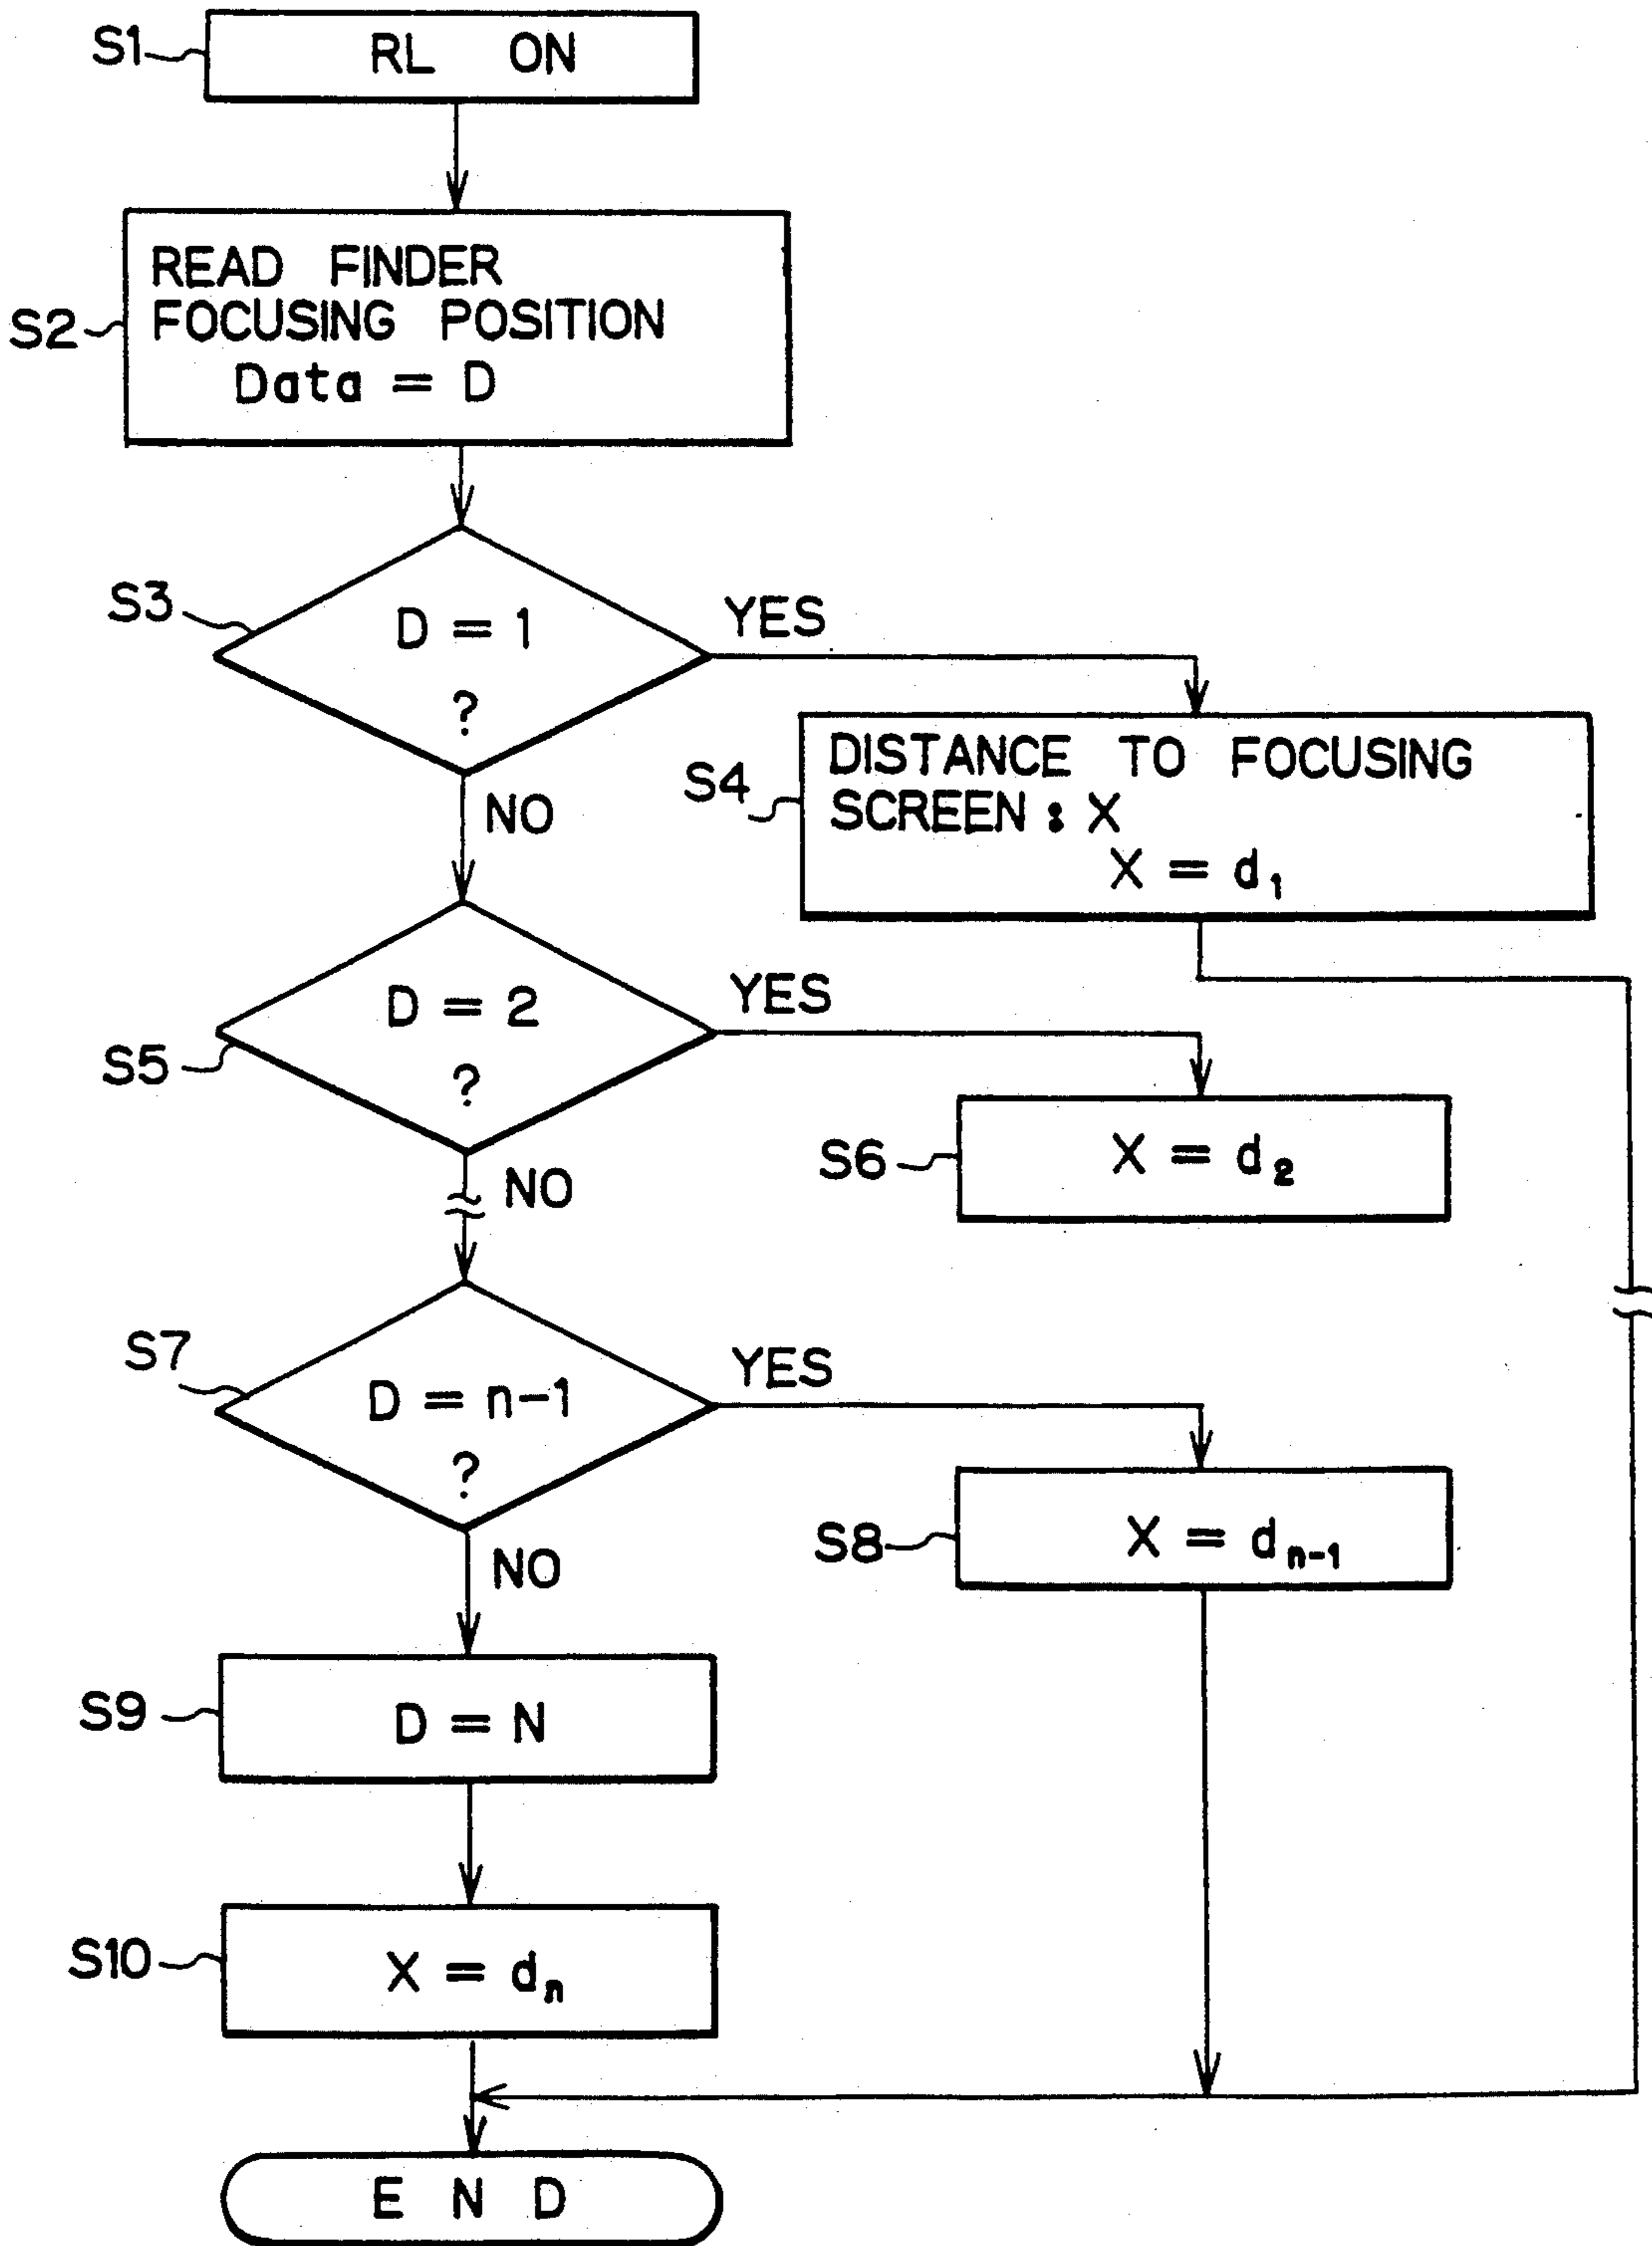 S1
RL ON
S2
READ FINDER
FOCUSING POSITION
Data = D
S3
D = 1
?
YES
NO
S4
DISTANCE TO FOCUSING
SCREEN : X
X = d₁
S5
D = 2
?
YES
NO
S6
X = d₂
S7
D = n-1
?
YES
NO
S8
X = dₙ₋₁
S9
D = N
S10
X = dₙ
END